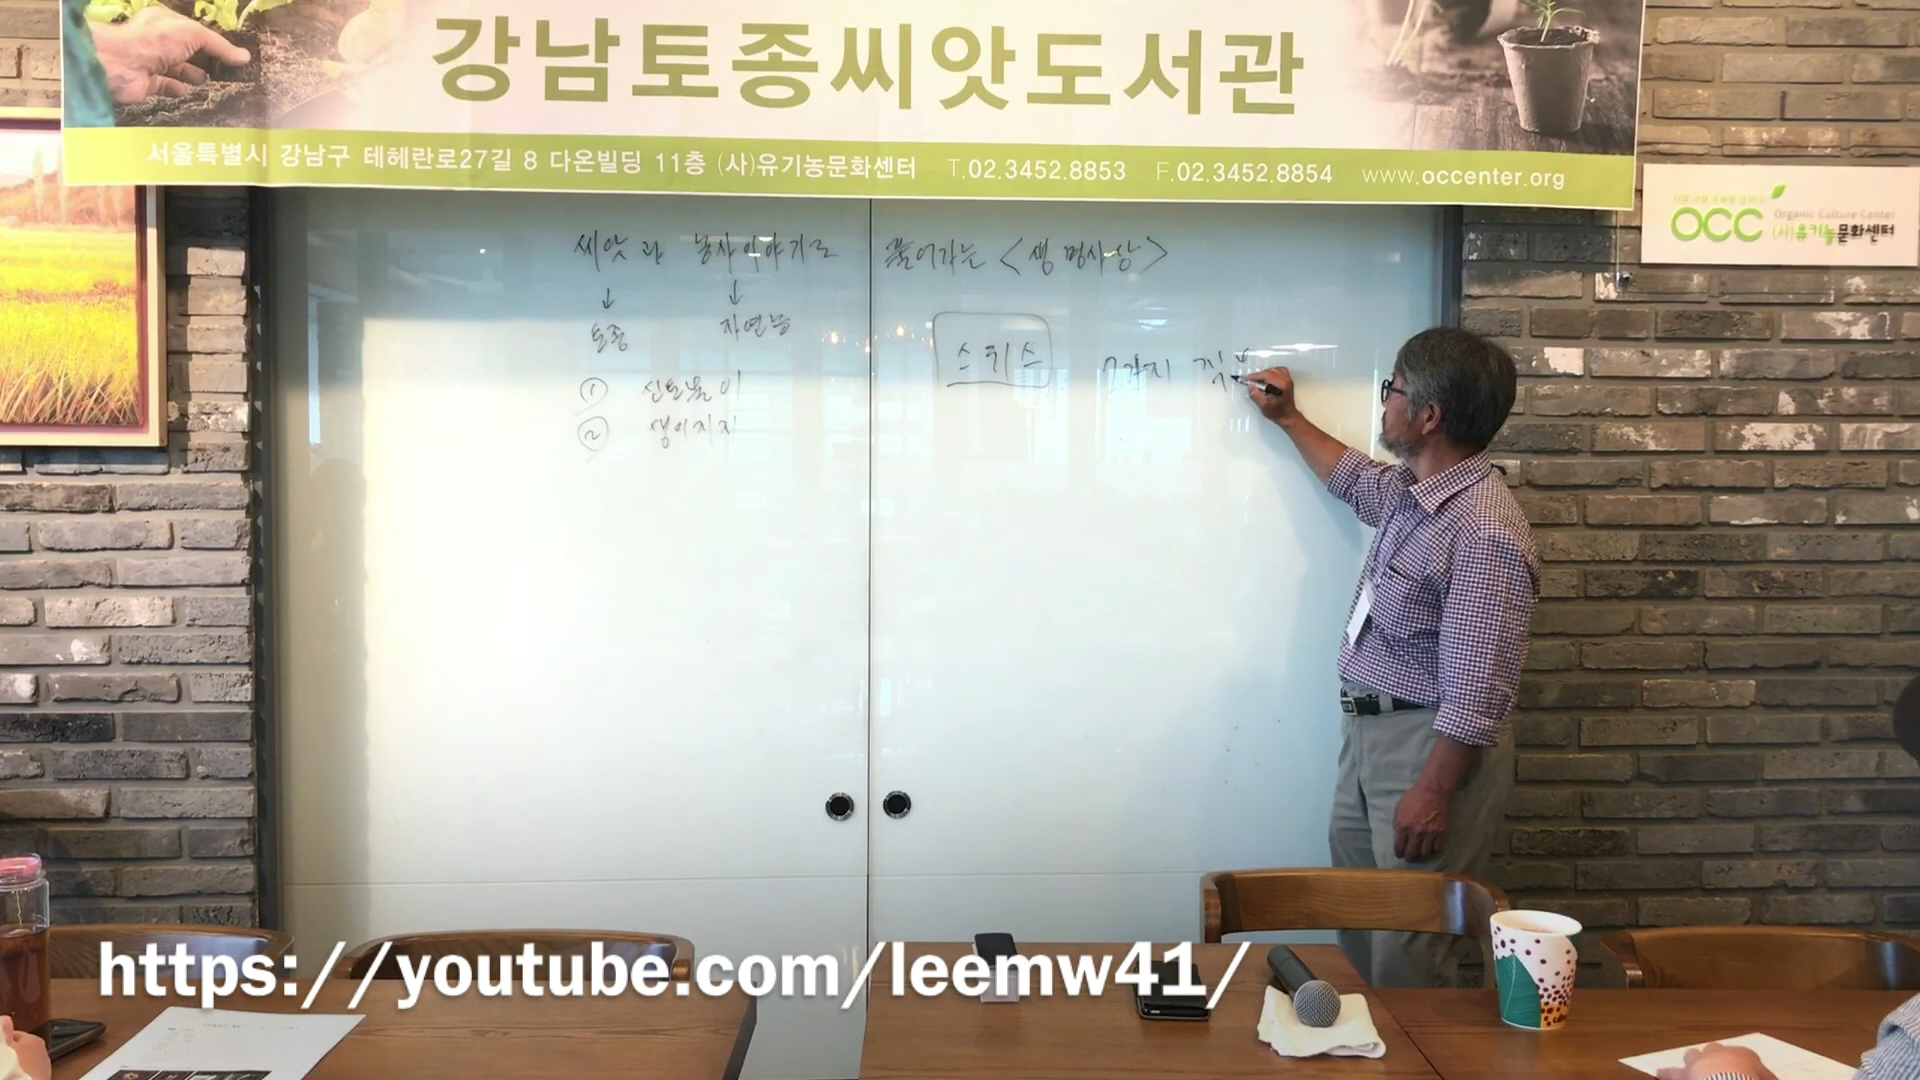 강남토종씨앗도서관
서울특별시 강남구 테헤란로27길 8 다온빌딩 11층 (사)유기농문화센터 T.02.3452.8853 F.02.3452.8854 www.occenter.org
OCC Organic Culture Center
(사)유기농문화센터
씨앗과 농사이야기로 풀어가는 <생명사상>
↓ ↓
토종 자연농
① 신토불이
② 생이지지
스위스 7가지 직
https://youtube.com/leemw41/